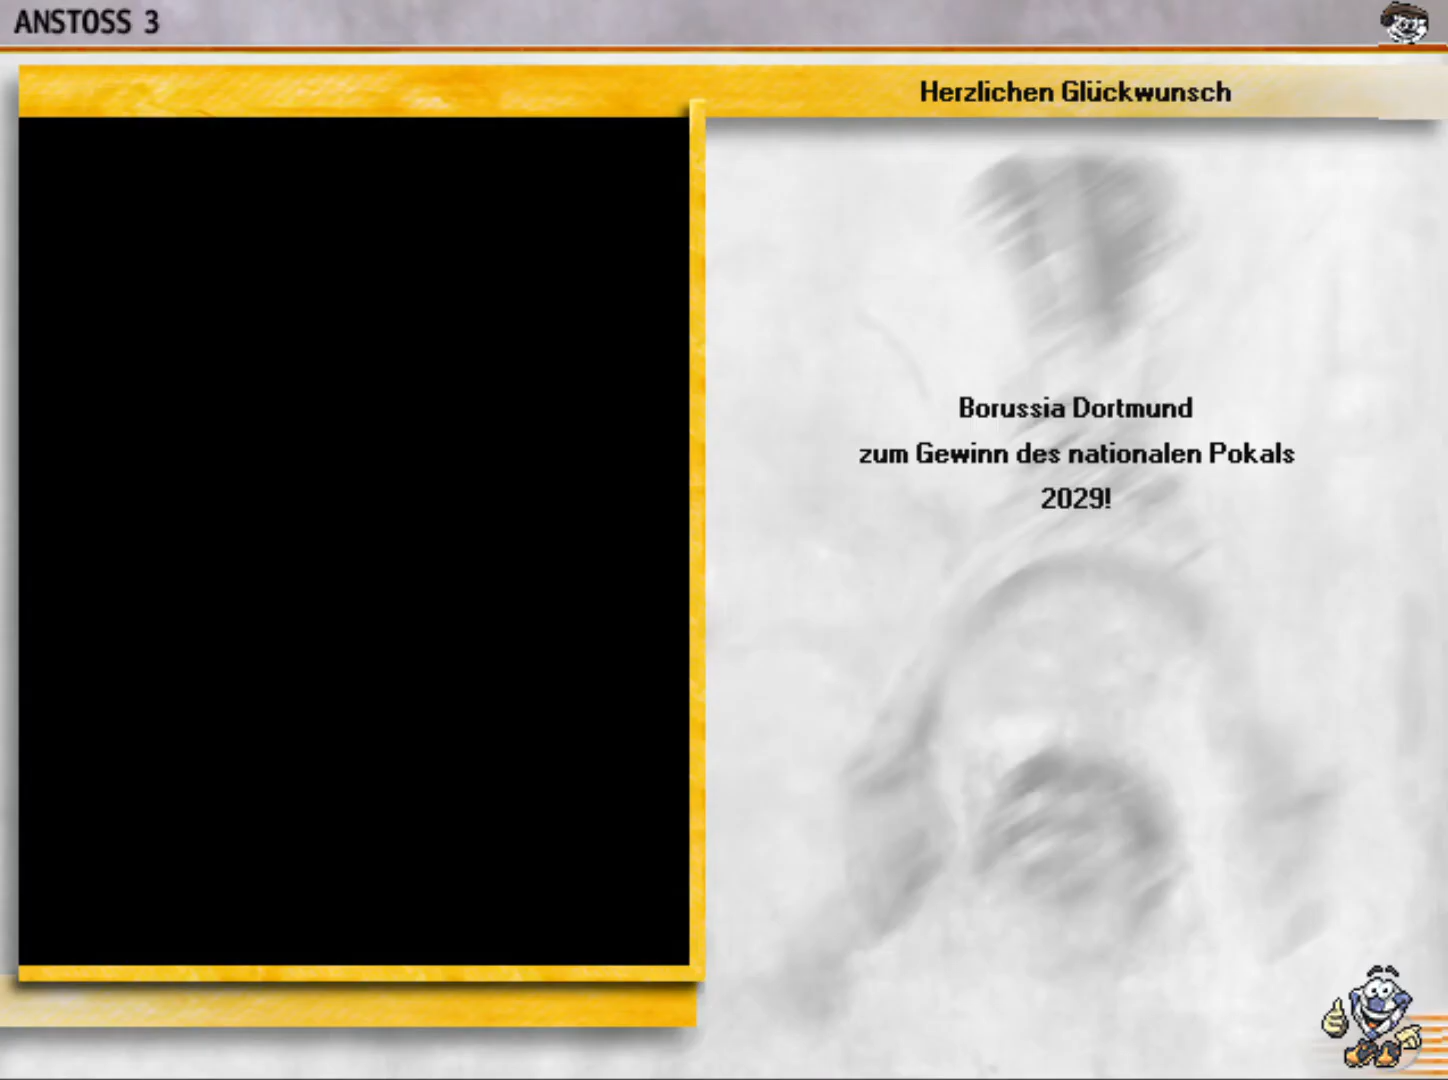 ANSTOSS 3
Herzlichen Glückwunsch
Borussia Dortmund
zum Gewinn des nationalen Pokals
2029!